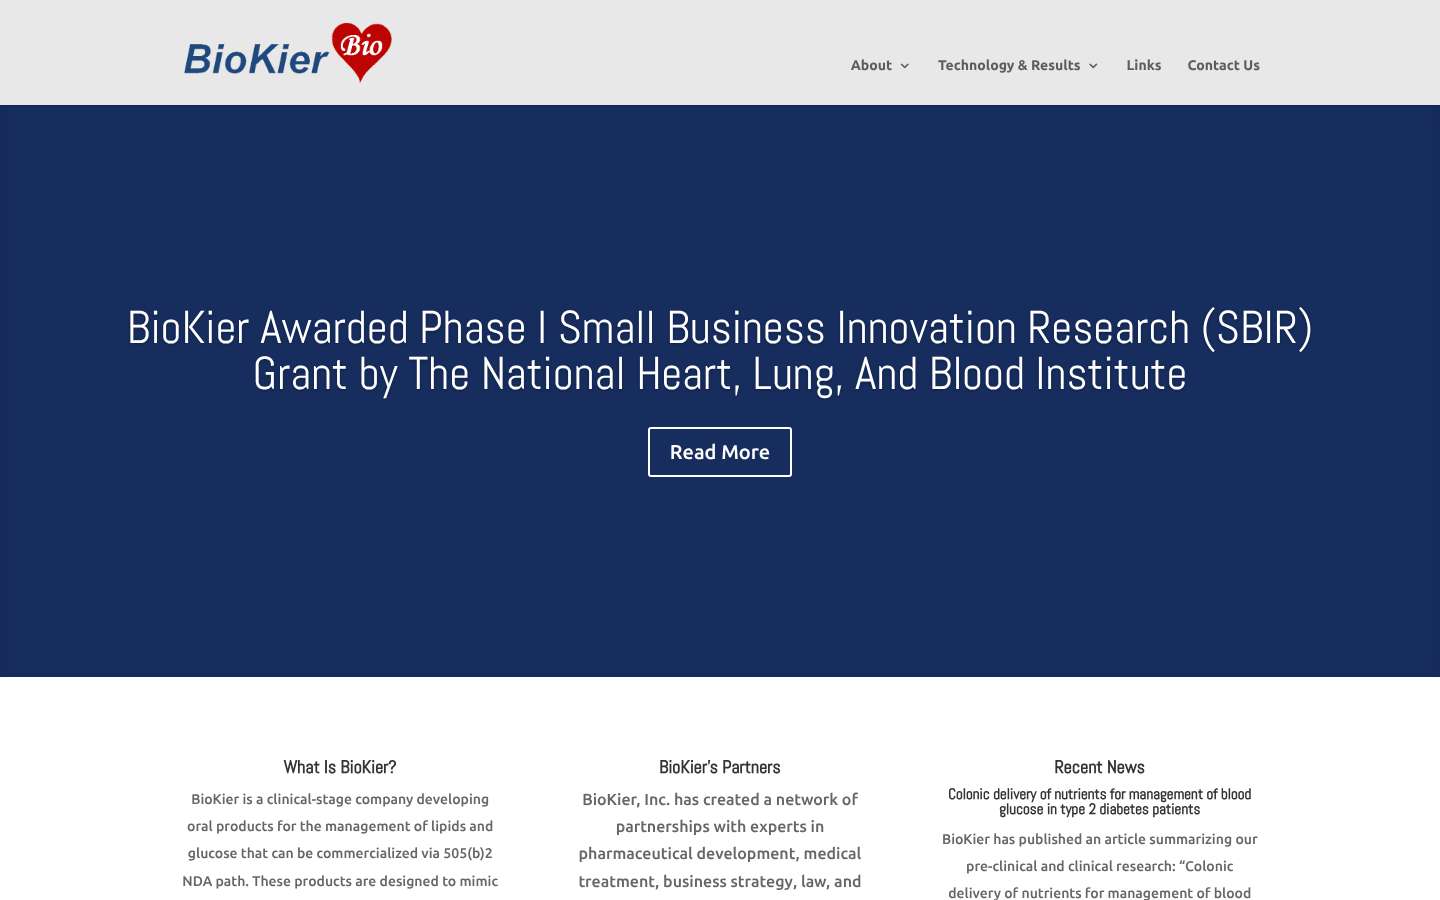 BioKier Bio
About
Technology & Results
Links
Contact Us
BioKier Awarded Phase I Small Business Innovation Research (SBIR)
Grant by The National Heart, Lung, And Blood Institute
Read More
What Is BioKier?
BioKier is a clinical-stage company developing
oral products for the management of lipids and
glucose that can be commercialized via 505(b)2
NDA path. These products are designed to mimic
BioKier's Partners
BioKier, Inc. has created a network of
partnerships with experts in
pharmaceutical development, medical
treatment, business strategy, law, and
Recent News
Colonic delivery of nutrients for management of blood
glucose in type 2 diabetes patients
BioKier has published an article summarizing our
pre-clinical and clinical research: “Colonic
delivery of nutrients for management of blood